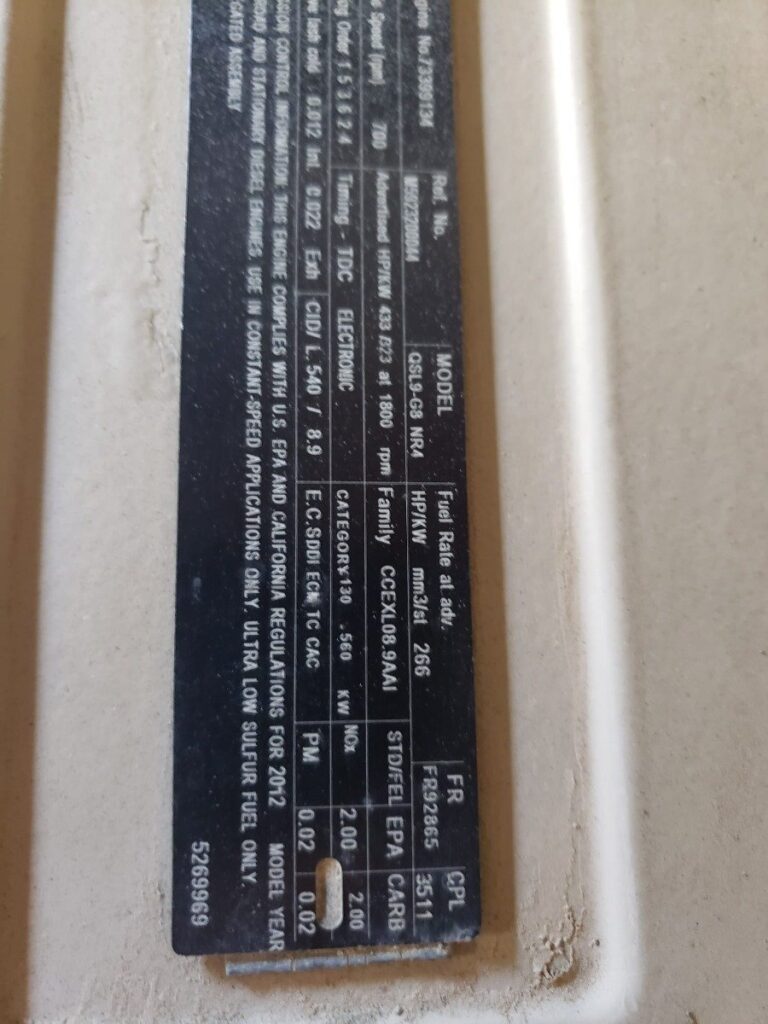 Ref. No. MODEL Fuel Rate at adv. FR CPL
No. QSL9-G8 NR4 HP/KW mm3/st 266 FR92865 3511
Speed (rpm) 700 Advertised HP/KW 433 /323 at 1800 rpm Family CCEXL08.9AAI STD/FEL EPA CARB
Order 1 5 3 6 2 4 Timing - TDC ELECTRONIC CATEGORY:130 .560 KW NOx 2.00 2.00
lash cold : 0.012 Int. 0.022 Exh CID/ L. 540 / 8.9 E.C.S DDI ECM TC CAC PM 0.02 0.02
CONTROL INFORMATION THIS ENGINE COMPLIES WITH U.S. EPA AND CALIFORNIA REGULATIONS FOR 2012 MODEL YEAR
AND STATIONARY DIESEL ENGINES. USE IN CONSTANT-SPEED APPLICATIONS ONLY. ULTRA LOW SULFUR FUEL ONLY.
ASSEMBLY
5269969